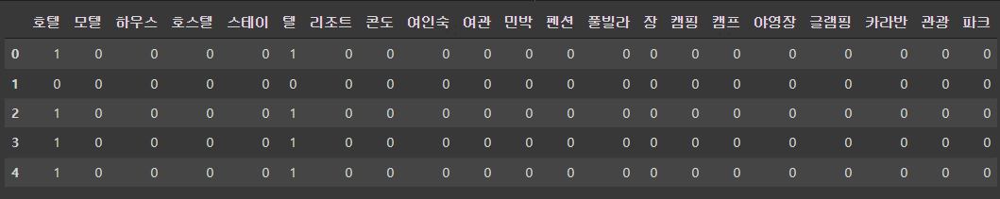 호텔 모텔 하우스 호스텔 스테이 텔 리조트 콘도 여인숙 여관 민박 펜션 풀빌라 장 캠핑 캠프 야영장 글램핑 카라반 관광 파크
0 1 0 0 0 0 1 0 0 0 0 0 0 0 0 0 0 0 0 0 0 0
1 0 0 0 0 0 0 0 0 0 0 0 0 0 0 0 0 0 0 0 0 0
2 1 0 0 0 0 1 0 0 0 0 0 0 0 0 0 0 0 0 0 0 0
3 1 0 0 0 0 1 0 0 0 0 0 0 0 0 0 0 0 0 0 0 0
4 1 0 0 0 0 1 0 0 0 0 0 0 0 0 0 0 0 0 0 0 0